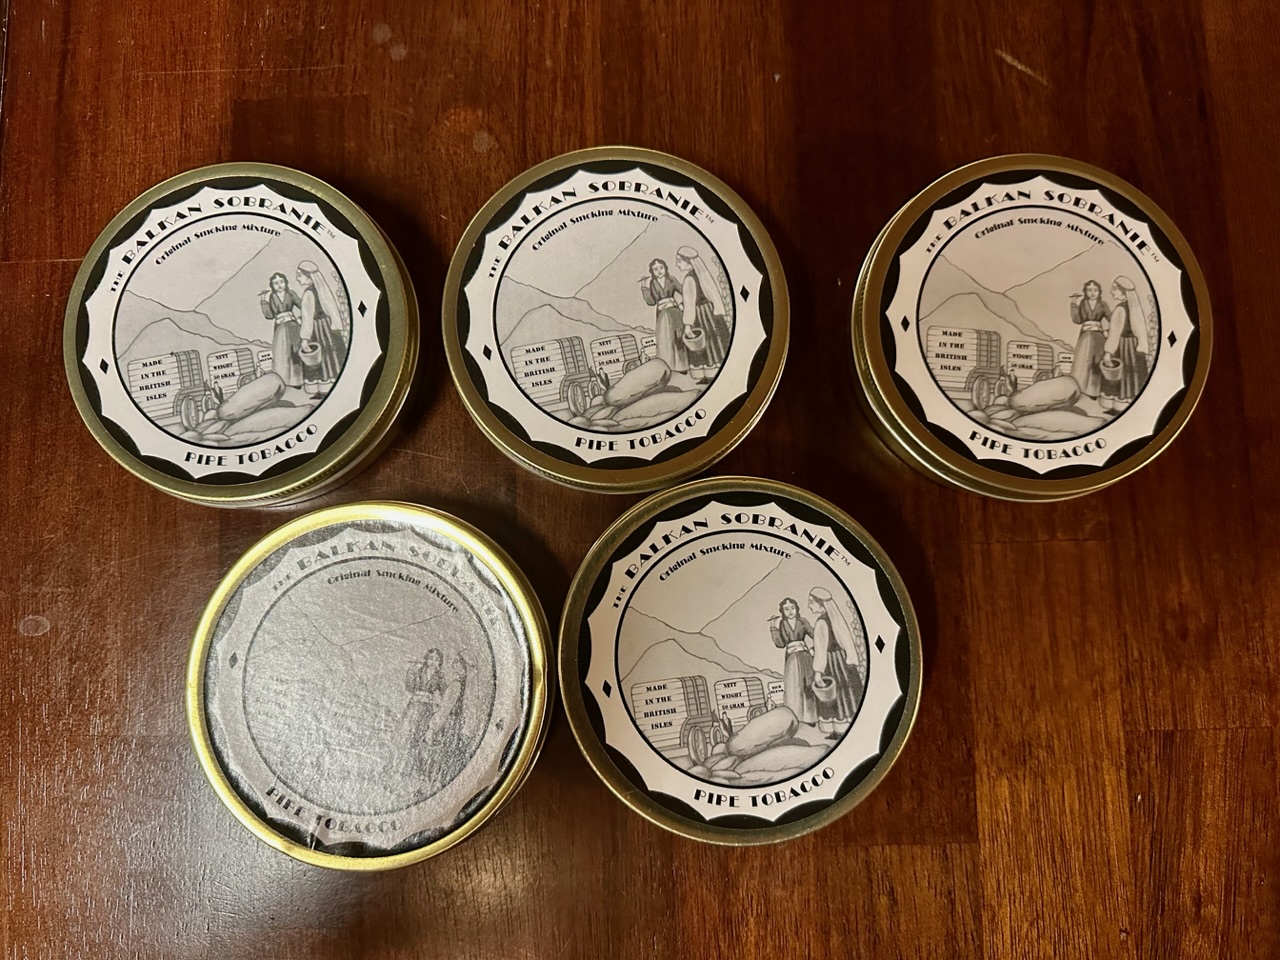 THE BALKAN SOBRANIE™
Original Smoking Mixture
MADE
IN THE
BRITISH
ISLES
NETT
WEIGHT
50 GRAM
RICH
BLEND
PIPE TOBACCO
THE BALKAN SOBRANIE™
Original Smoking Mixture
MADE
IN THE
BRITISH
ISLES
NETT
WEIGHT
50 GRAM
PIPE TOBACCO
THE BALKAN SOBRANIE™
Original Smoking Mixture
MADE
IN THE
BRITISH
ISLES
NETT
WEIGHT
50 GRAM
PIPE TOBACCO
THE BALKAN SOBRANIE
Original Smoking Mixture
PIPE TOBACCO
THE BALKAN SOBRANIE™
Original Smoking Mixture
MADE
IN THE
BRITISH
ISLES
NETT
WEIGHT
50 GRAM
RICH
BLEND
PIPE TOBACCO